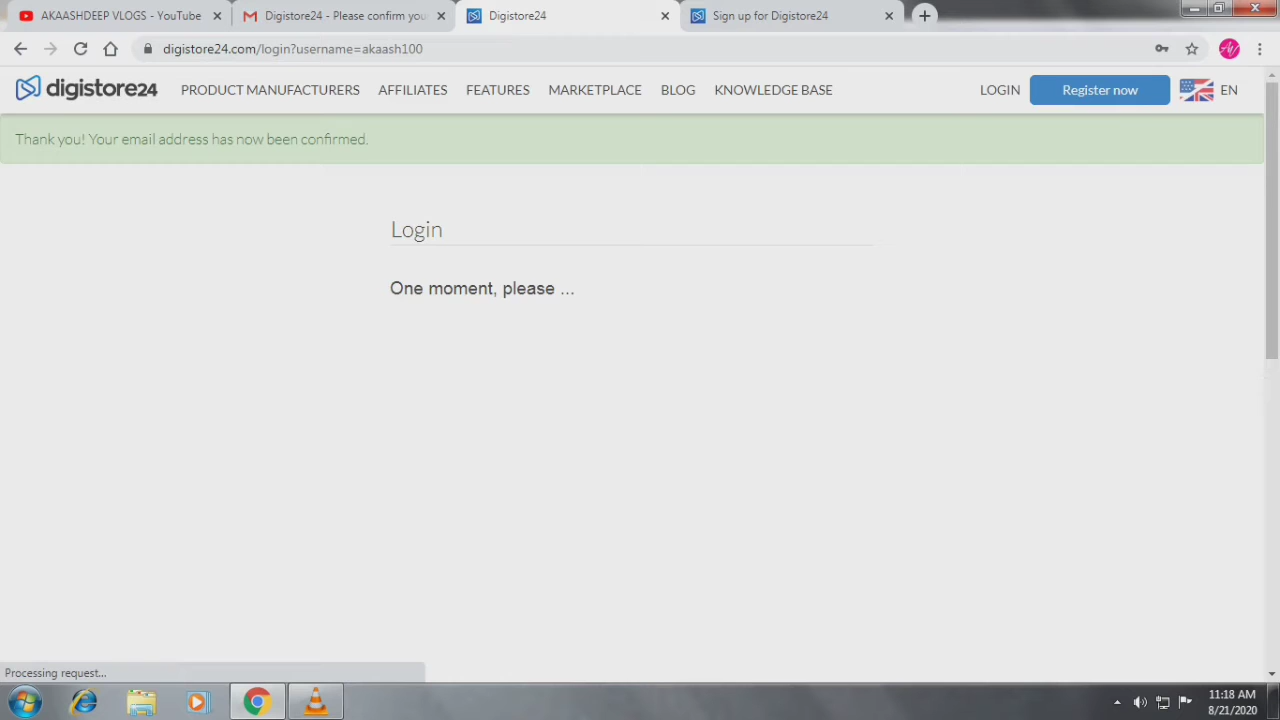 AKAASHDEEP VLOGS - YouTube
Digistore24 - Please confirm you
Digistore24
Sign up for Digistore24
digistore24.com/login?username=akaash100
digistore24
PRODUCT MANUFACTURERS
AFFILIATES
FEATURES
MARKETPLACE
BLOG
KNOWLEDGE BASE
LOGIN
Register now
EN
Thank you! Your email address has now been confirmed.
Login
One moment, please ...
Processing request...
11:18 AM
8/21/2020